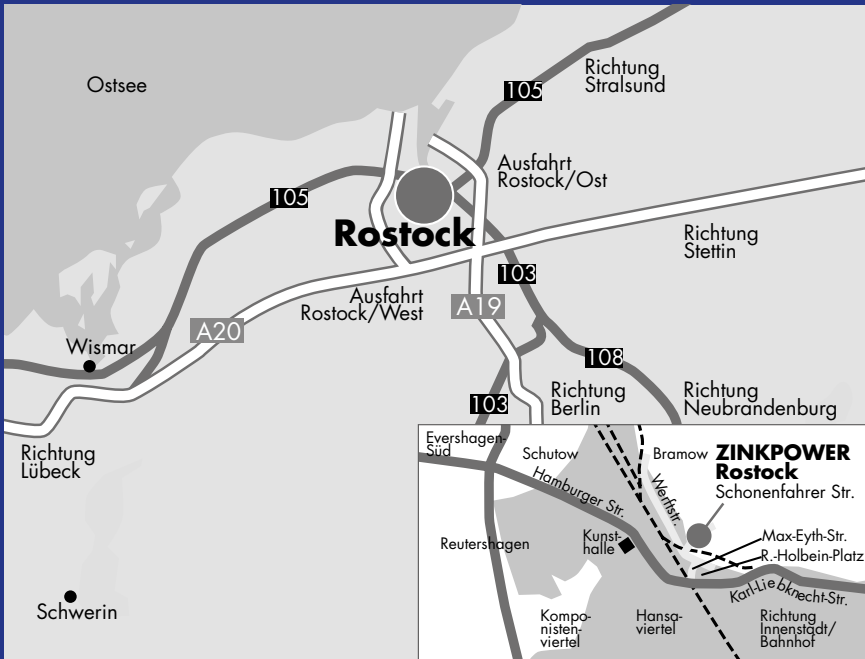 Ostsee
Richtung
Stralsund
105
Ausfahrt
Rostock/Ost
105
Rostock
Richtung
Stettin
103
Ausfahrt
Rostock/West
A19
A20
Wismar
108
103
Richtung
Berlin
Richtung
Neubrandenburg
Richtung
Lübeck
Schwerin
Evershagen-
Süd
Schutow
Bramow
ZINKPOWER
Rostock
Schonenfahrer Str.
Hamburger Str.
Werftstr.
Max-Eyth-Str.
R.-Holbein-Platz
Reutershagen
Kunst-
halle
Karl-Liebknecht-Str.
Kompo-
nisten-
viertel
Hansa-
viertel
Richtung
Innenstadt/
Bahnhof